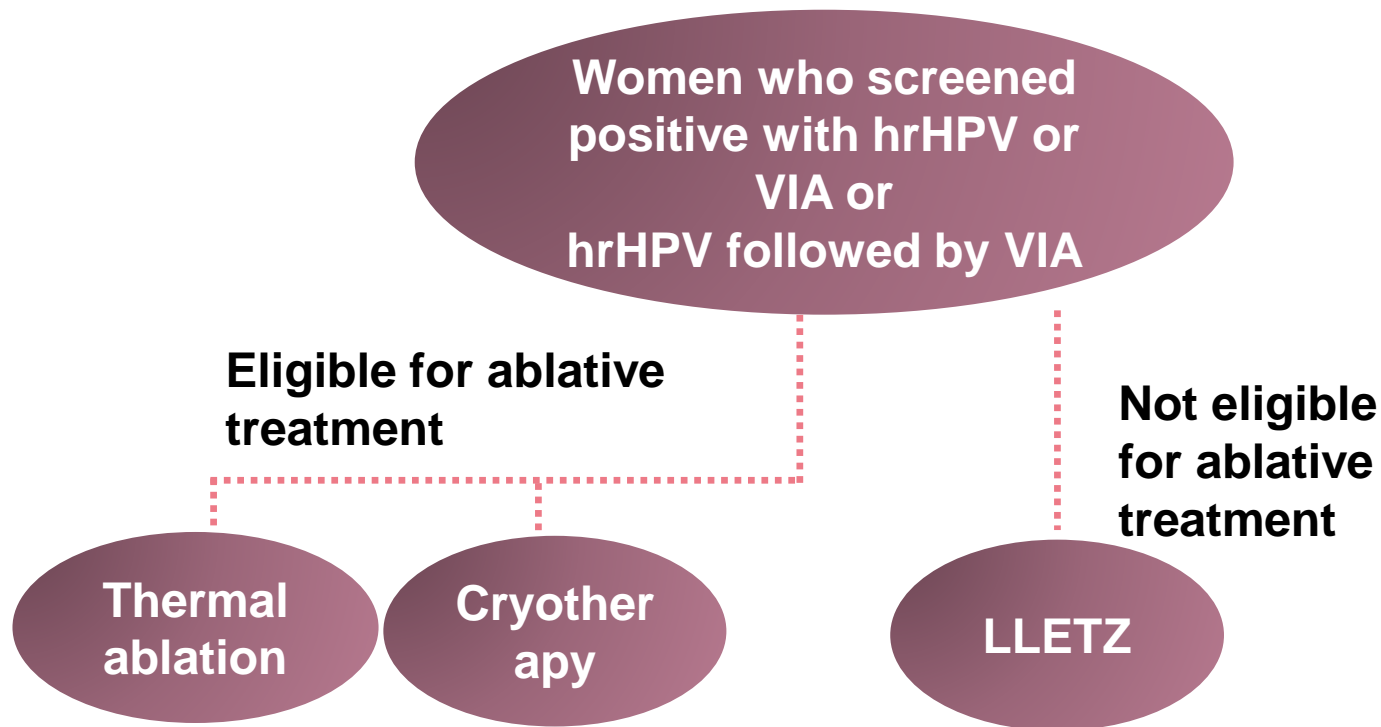 Women who screened
positive with hrHPV or
VIA or
hrHPV followed by VIA
Eligible for ablative
treatment
Not eligible
for ablative
treatment
Thermal
ablation
Cryother
apy
LLETZ